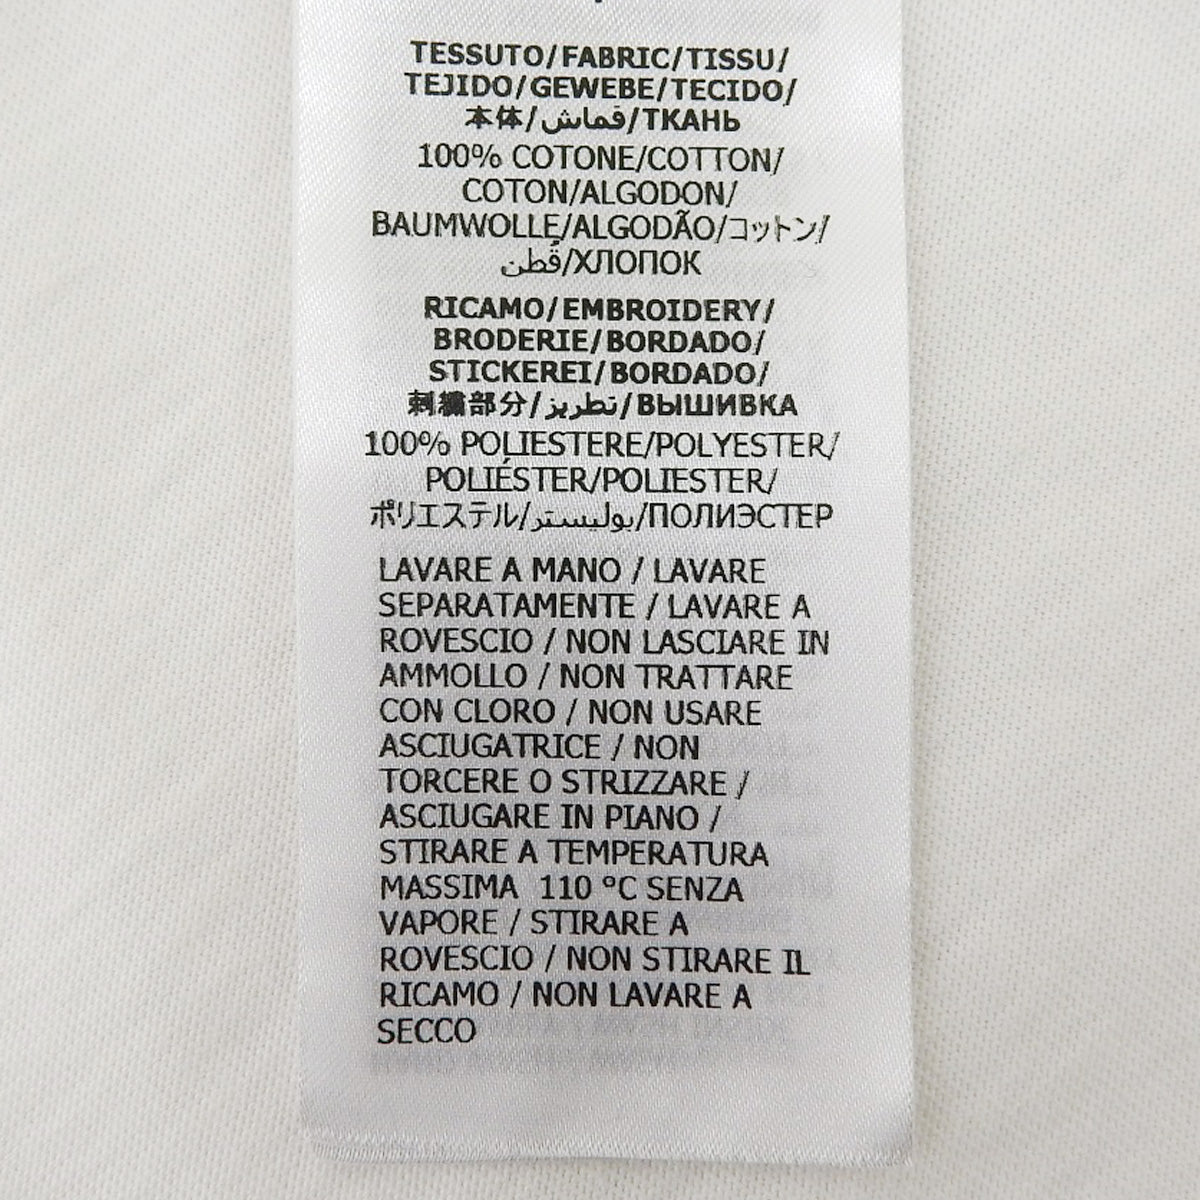 TESSUTO/FABRIC/TISSU/
TEJIDO/GEWEBE/TECIDO/
本体/قماش/ТКАНЬ
100% COTONE/COTTON/
COTON/ALGODON/
BAUMWOLLE/ALGODÃO/コットン/
قُطن/ХЛОПОК
RICAMO/EMBROIDERY/
BRODERIE/BORDADO/
STICKEREI/BORDADO/
刺繍部分/تطريز/ВЫШИВКА
100% POLIESTERE/POLYESTER/
POLIÉSTER/POLIESTER/
ポリエステル/بوليستر/ПОЛИЭСТЕР
LAVARE A MANO / LAVARE
SEPARATAMENTE / LAVARE A
ROVESCIO / NON LASCIARE IN
AMMOLLO / NON TRATTARE
CON CLORO / NON USARE
ASCIUGATRICE / NON
TORCERE O STRIZZARE /
ASCIUGARE IN PIANO /
STIRARE A TEMPERATURA
MASSIMA 110 °C SENZA
VAPORE / STIRARE A
ROVESCIO / NON STIRARE IL
RICAMO / NON LAVARE A
SECCO